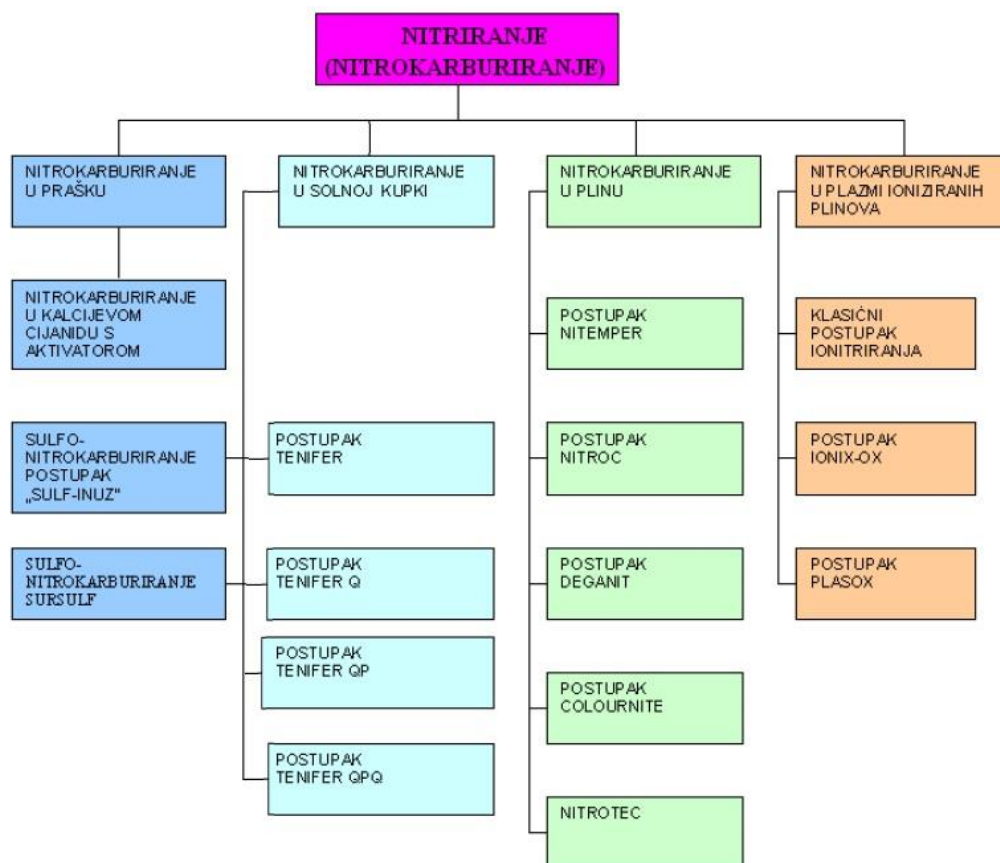 NITRIRANJE
(NITROKARBURIRANJE)
NITROKARBURIRANJE
U PRAŠKU
NITROKARBURIRANJE
U SOLNOJ KUPKI
NITROKARBURIRANJE
U PLINU
NITROKARBURIRANJE
U PLAZMI IONIZIRANIH
PLINOVA
NITROKARBURIRANJE
U KALCIJEVOM
CIJANIDU S
AKTIVATOROM
POSTUPAK
NITEMPER
KLASIČNI
POSTUPAK
IONITRIRANJA
SULFO-
NITROKARBURIRANJE
POSTUPAK
„SULF-INUZ"
POSTUPAK
TENIFER
POSTUPAK
NITROC
POSTUPAK
IONIX-OX
SULFO-
NITROKARBURIRANJE
SURSULF
POSTUPAK
TENIFER Q
POSTUPAK
DEGANIT
POSTUPAK
PLASOX
POSTUPAK
TENIFER QP
POSTUPAK
COLOURNITE
POSTUPAK
TENIFER QPQ
NITROTEC